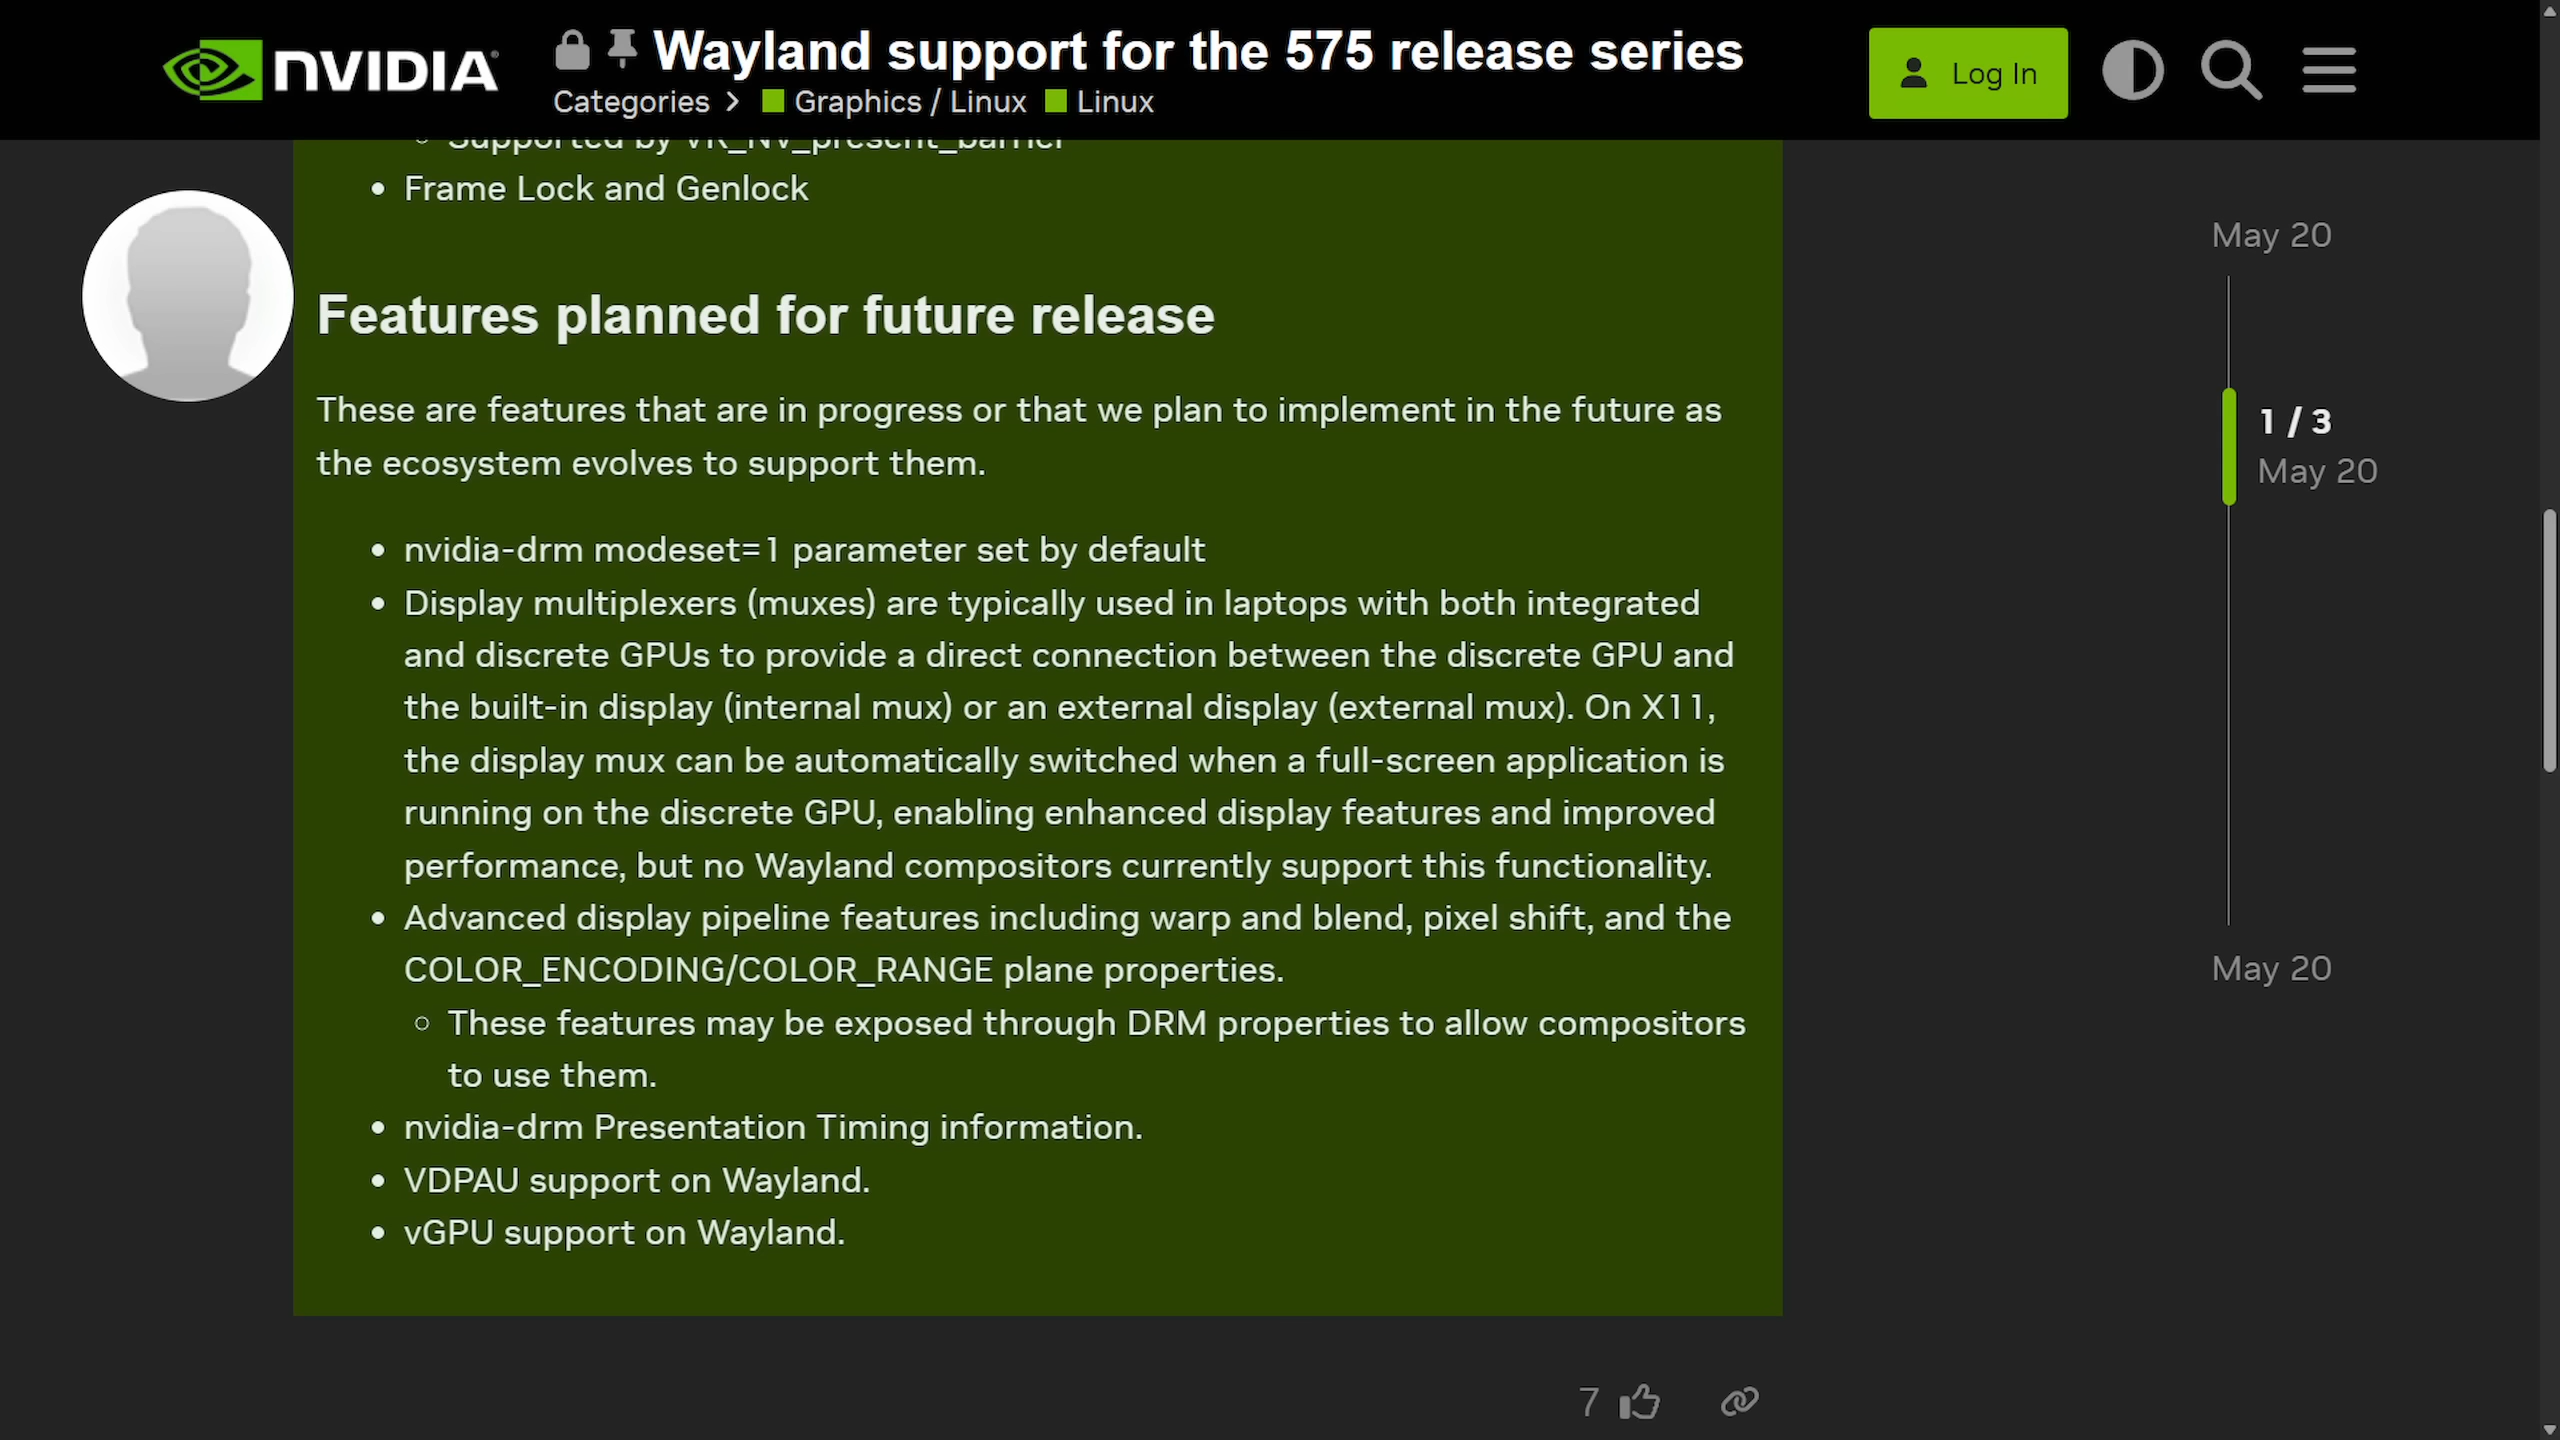 NVIDIA
Wayland support for the 575 release series
Categories > Graphics / Linux Linux
Log In
Supported by VK_NV_present_barrier
• Frame Lock and Genlock
Features planned for future release
These are features that are in progress or that we plan to implement in the future as
the ecosystem evolves to support them.
• nvidia-drm modeset=1 parameter set by default
• Display multiplexers (muxes) are typically used in laptops with both integrated
and discrete GPUs to provide a direct connection between the discrete GPU and
the built-in display (internal mux) or an external display (external mux). On X11,
the display mux can be automatically switched when a full-screen application is
running on the discrete GPU, enabling enhanced display features and improved
performance, but no Wayland compositors currently support this functionality.
• Advanced display pipeline features including warp and blend, pixel shift, and the
COLOR_ENCODING/COLOR_RANGE plane properties.
○ These features may be exposed through DRM properties to allow compositors
to use them.
• nvidia-drm Presentation Timing information.
• VDPAU support on Wayland.
• vGPU support on Wayland.
7
May 20
1 / 3
May 20
May 20